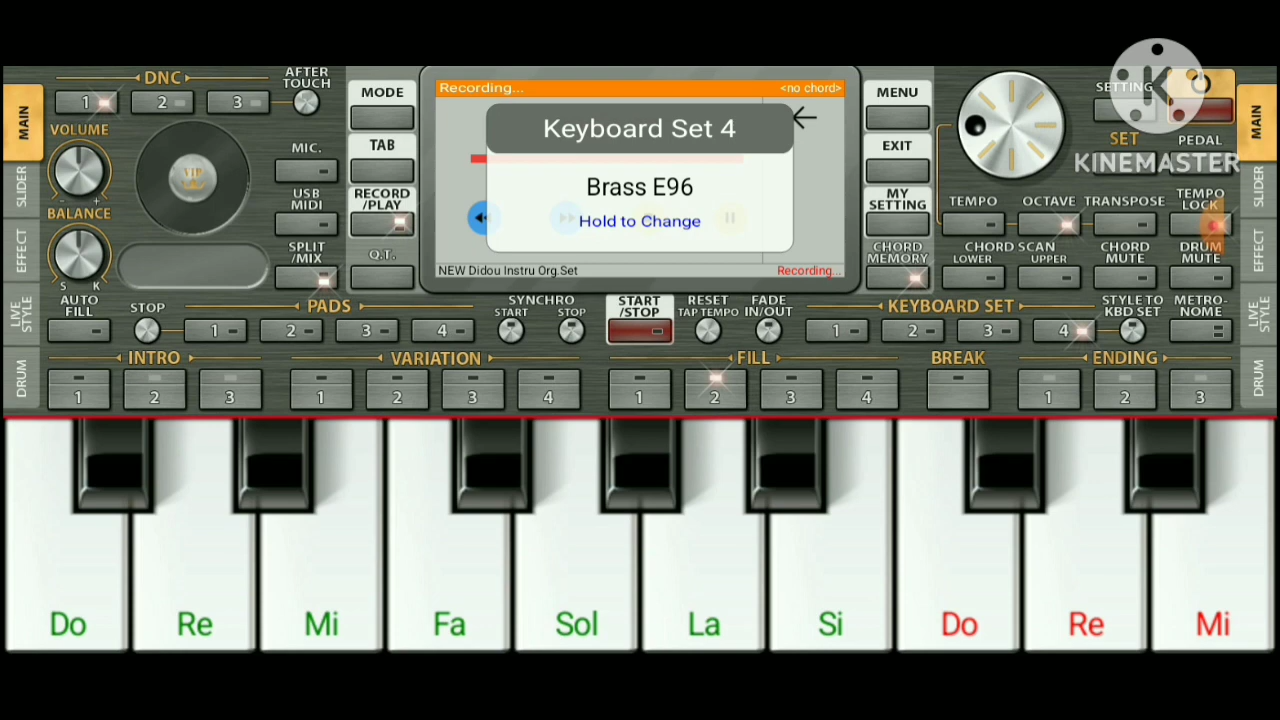 DNC
AFTER
TOUCH
1
2
3
MAIN
VOLUME
- +
BALANCE
S K
SLIDER
EFFECT
LIVE
STYLE
DRUM
VIP
MIC.
USB
MIDI
SPLIT
/MIX
MODE
TAB
RECORD
/PLAY
Q.T.
Recording...
<no chord>
Keyboard Set 4
Brass E96
Hold to Change
NEW Didou Instru Org.Set
Recording...
MENU
EXIT
MY
SETTING
CHORD
MEMORY
SETTING
SET
PEDAL
KINEMASTER
TEMPO
OCTAVE
TRANSPOSE
TEMPO
LOCK
CHORD SCAN
LOWER
UPPER
CHORD
MUTE
DRUM
MUTE
MAIN
SLIDER
EFFECT
LIVE
STYLE
DRUM
AUTO
FILL
STOP
PADS
1
2
3
4
SYNCHRO
START
STOP
START
/STOP
RESET
TAP TEMPO
FADE
IN/OUT
KEYBOARD SET
1
2
3
4
STYLE TO
KBD SET
METRO-
NOME
INTRO
1
2
3
VARIATION
1
2
3
4
FILL
1
2
3
4
BREAK
ENDING
1
2
3
Do Re Mi Fa Sol La Si Do Re Mi